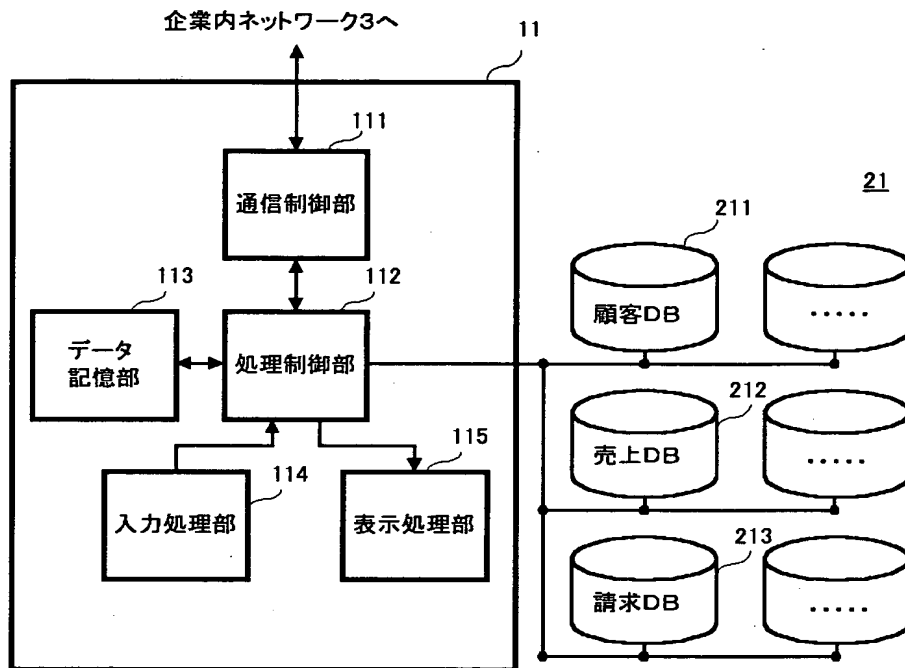 企業内ネットワーク3へ
11
111
通信制御部
21
211
113
112
顧客DB
.....
データ
記憶部
処理制御部
212
115
売上DB
.....
114
入力処理部
表示処理部
213
請求DB
.....